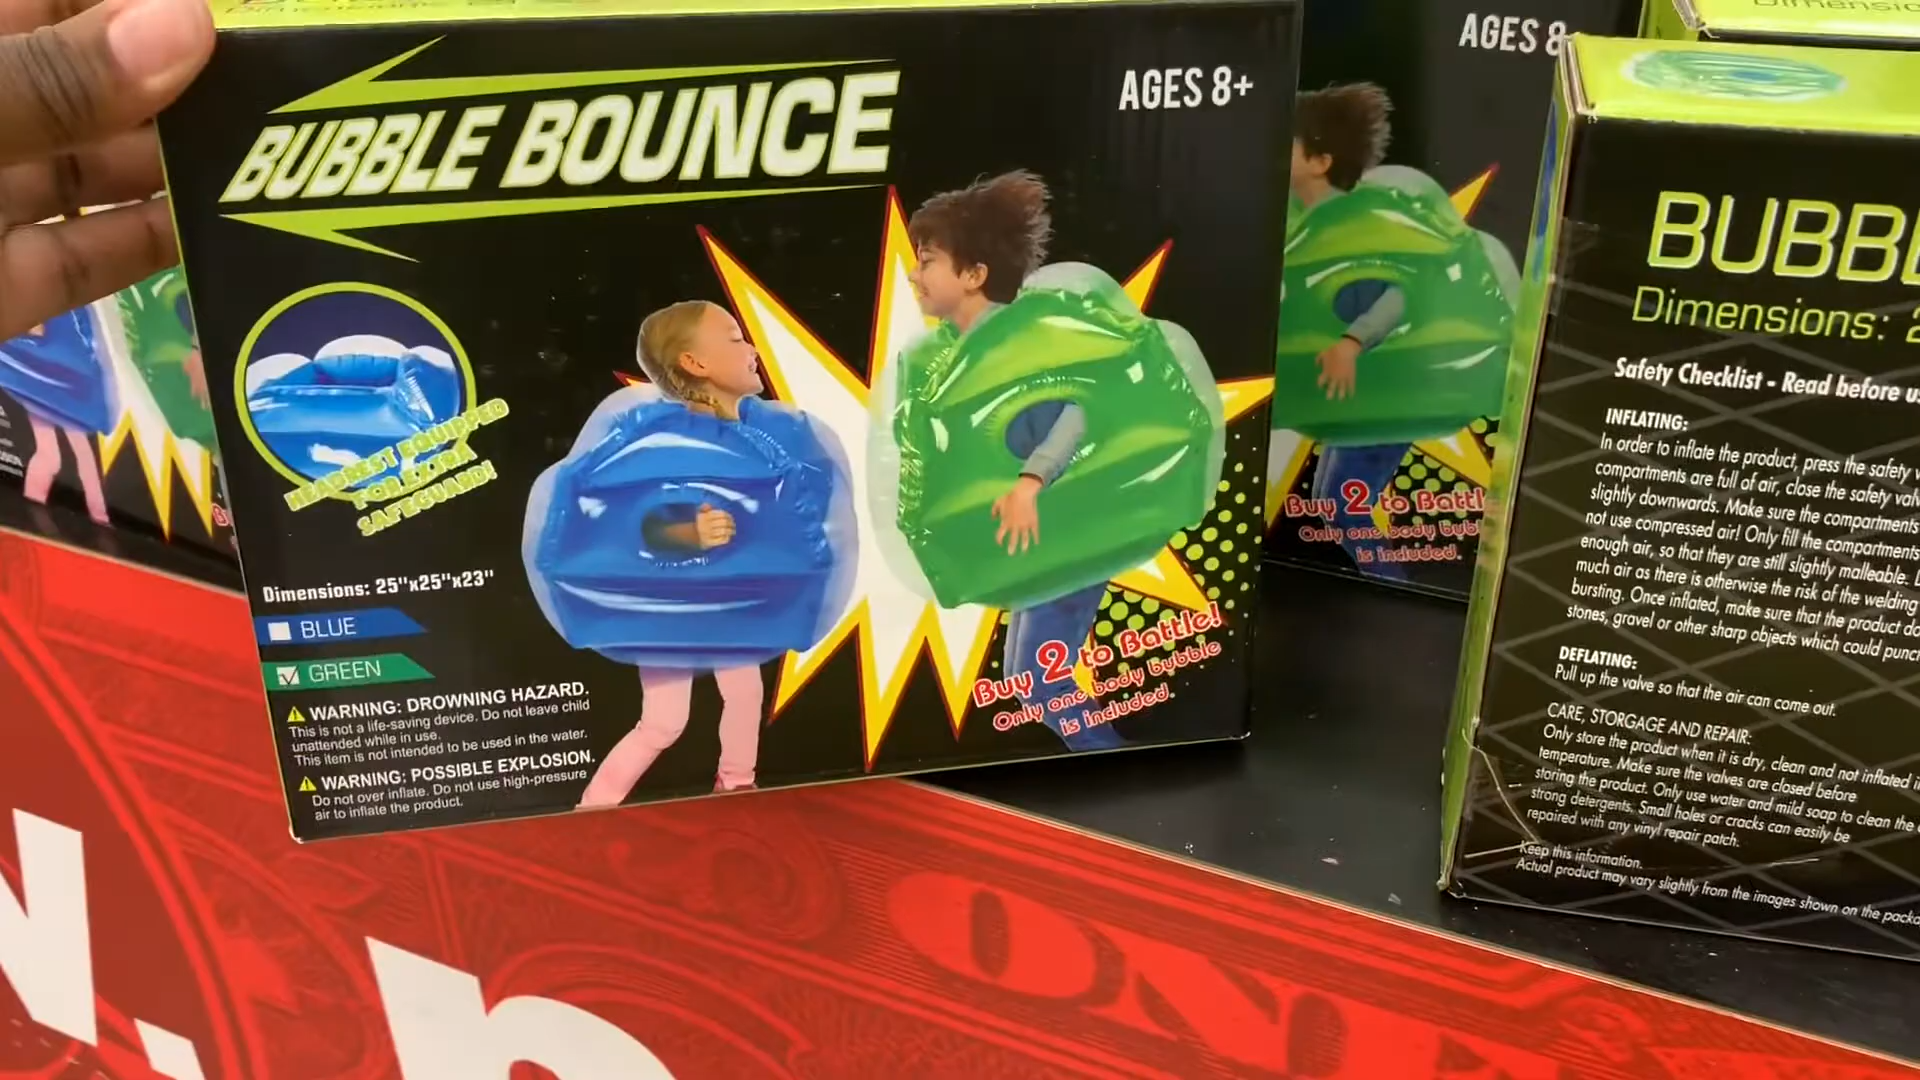 BUBBLE BOUNCE
AGES 8+
HEADREST EQUIPPED
FOR EXTRA
SAFEGUARD!
Dimensions: 25"x25"x23"
BLUE
GREEN
WARNING: DROWNING HAZARD.
This is not a life-saving device. Do not leave child
unattended while in use.
This item is not intended to be used in the water.
WARNING: POSSIBLE EXPLOSION.
Do not over inflate. Do not use high-pressure
air to inflate the product.
Buy 2 to Battle!
Only one body bubble
is included.
AGES 8
Buy 2 to Battl
Only one body bubb
is included.
Dimensio
BUBBL
Dimensions: 2
Safety Checklist - Read before u
INFLATING:
In order to inflate the product, press the safety
compartments are full of air, close the safety valv
slightly downwards. Make sure the compartments
not use compressed air! Only fill the compartments
enough air, so that they are still slightly malleable.
much air as there is otherwise the risk of the welding
bursting. Once inflated, make sure that the product do
stones, gravel or other sharp objects which could punc
DEFLATING:
Pull up the valve so that the air can come out.
CARE, STORGAGE AND REPAIR:
Only store the product when it is dry, clean and not inflated i
temperature. Make sure the valves are closed before
storing the product. Only use water and mild soap to clean the
strong detergents. Small holes or cracks can easily be
repaired with any vinyl repair patch.
Keep this information.
Actual product may vary slightly from the images shown on the packa
ONE